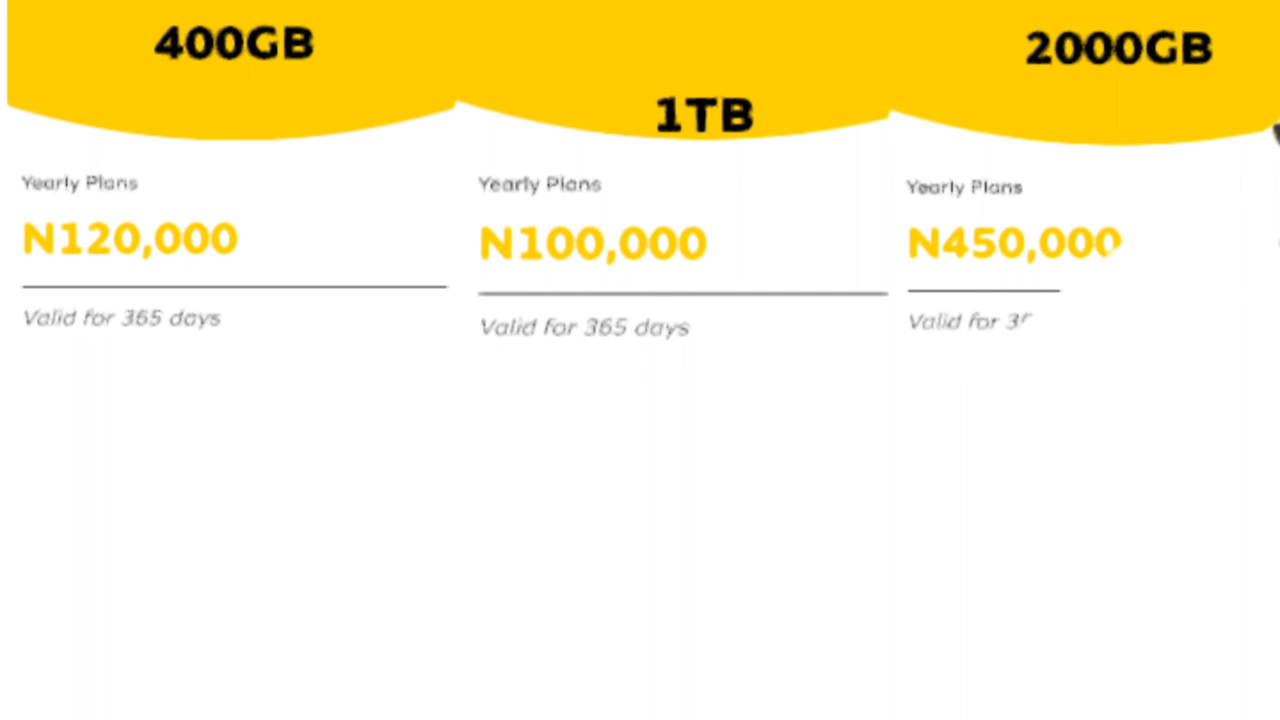 400GB
Yearly Plans
N120,000
Valid for 365 days
1TB
Yearly Plans
N100,000
Valid for 365 days
2000GB
Yearly Plans
N450,000
Valid for